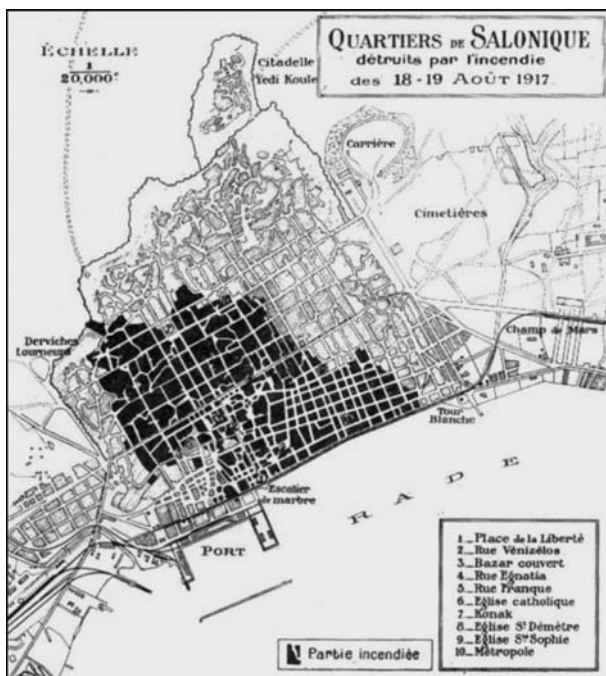 ÉCHELLE
1
20,000e
QUARTIERS DE SALONIQUE
détruits par l'incendie
des 18-19 AOÛT 1917.
Citadelle
Yedi Koule
Carrière
Cimetières
Derviches
tourneurs
Champ de Mars
Tour
Blanche
Escalier
de marbre
RADE
PORT
1_Place de la Liberté
2_Rue Vénizélos
3_Bazar couvert
4_Rue Egnatia
5_Rue Franque
6_Eglise catholique
7_Konak
8_Eglise St Démètre
9_Eglise Ste Sophie
10_Métropole
Partie incendiée